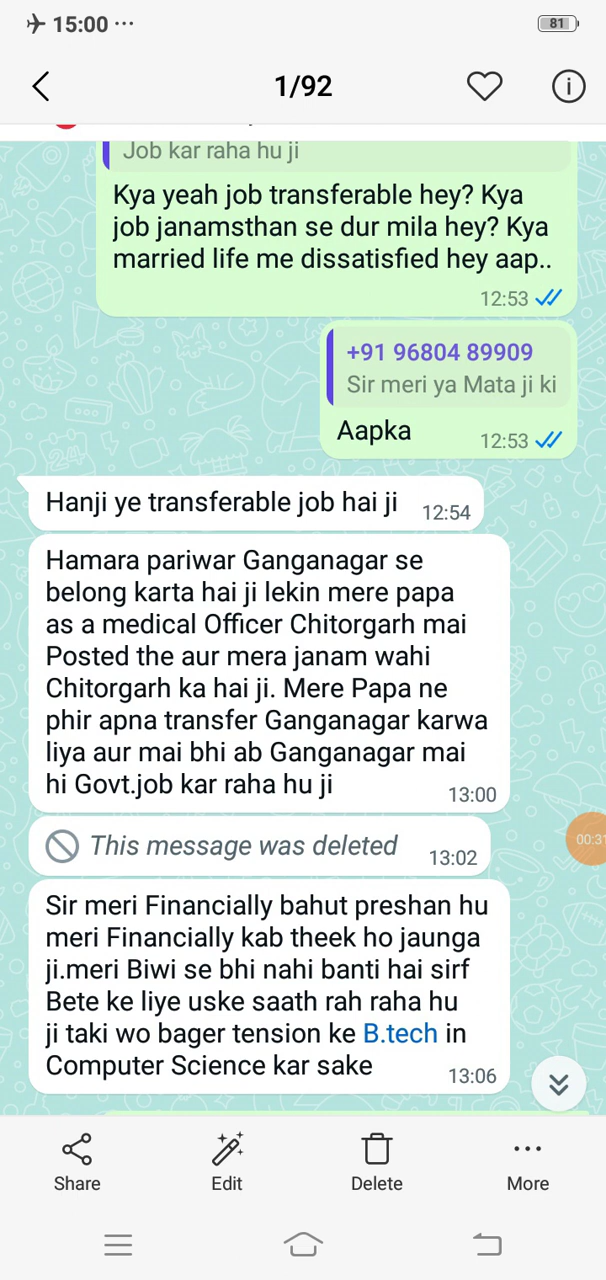 15:00 ...
81
1/92
Job kar raha hu ji
Kya yeah job transferable hey? Kya
job janamsthan se dur mila hey? Kya
married life me dissatisfied hey aap..
12:53
+91 96804 89909
Sir meri ya Mata ji ki
Aapka
12:53
Hanji ye transferable job hai ji
12:54
Hamara pariwar Ganganagar se
belong karta hai ji lekin mere papa
as a medical Officer Chitorgarh mai
Posted the aur mera janam wahi
Chitorgarh ka hai ji. Mere Papa ne
phir apna transfer Ganganagar karwa
liya aur mai bhi ab Ganganagar mai
hi Govt.job kar raha hu ji
13:00
This message was deleted
13:02
00:31
Sir meri Financially bahut preshan hu
meri Financially kab theek ho jaunga
ji.meri Biwi se bhi nahi banti hai sirf
Bete ke liye uske saath rah raha hu
ji taki wo bager tension ke B.tech in
Computer Science kar sake
13:06
Share
Edit
Delete
More